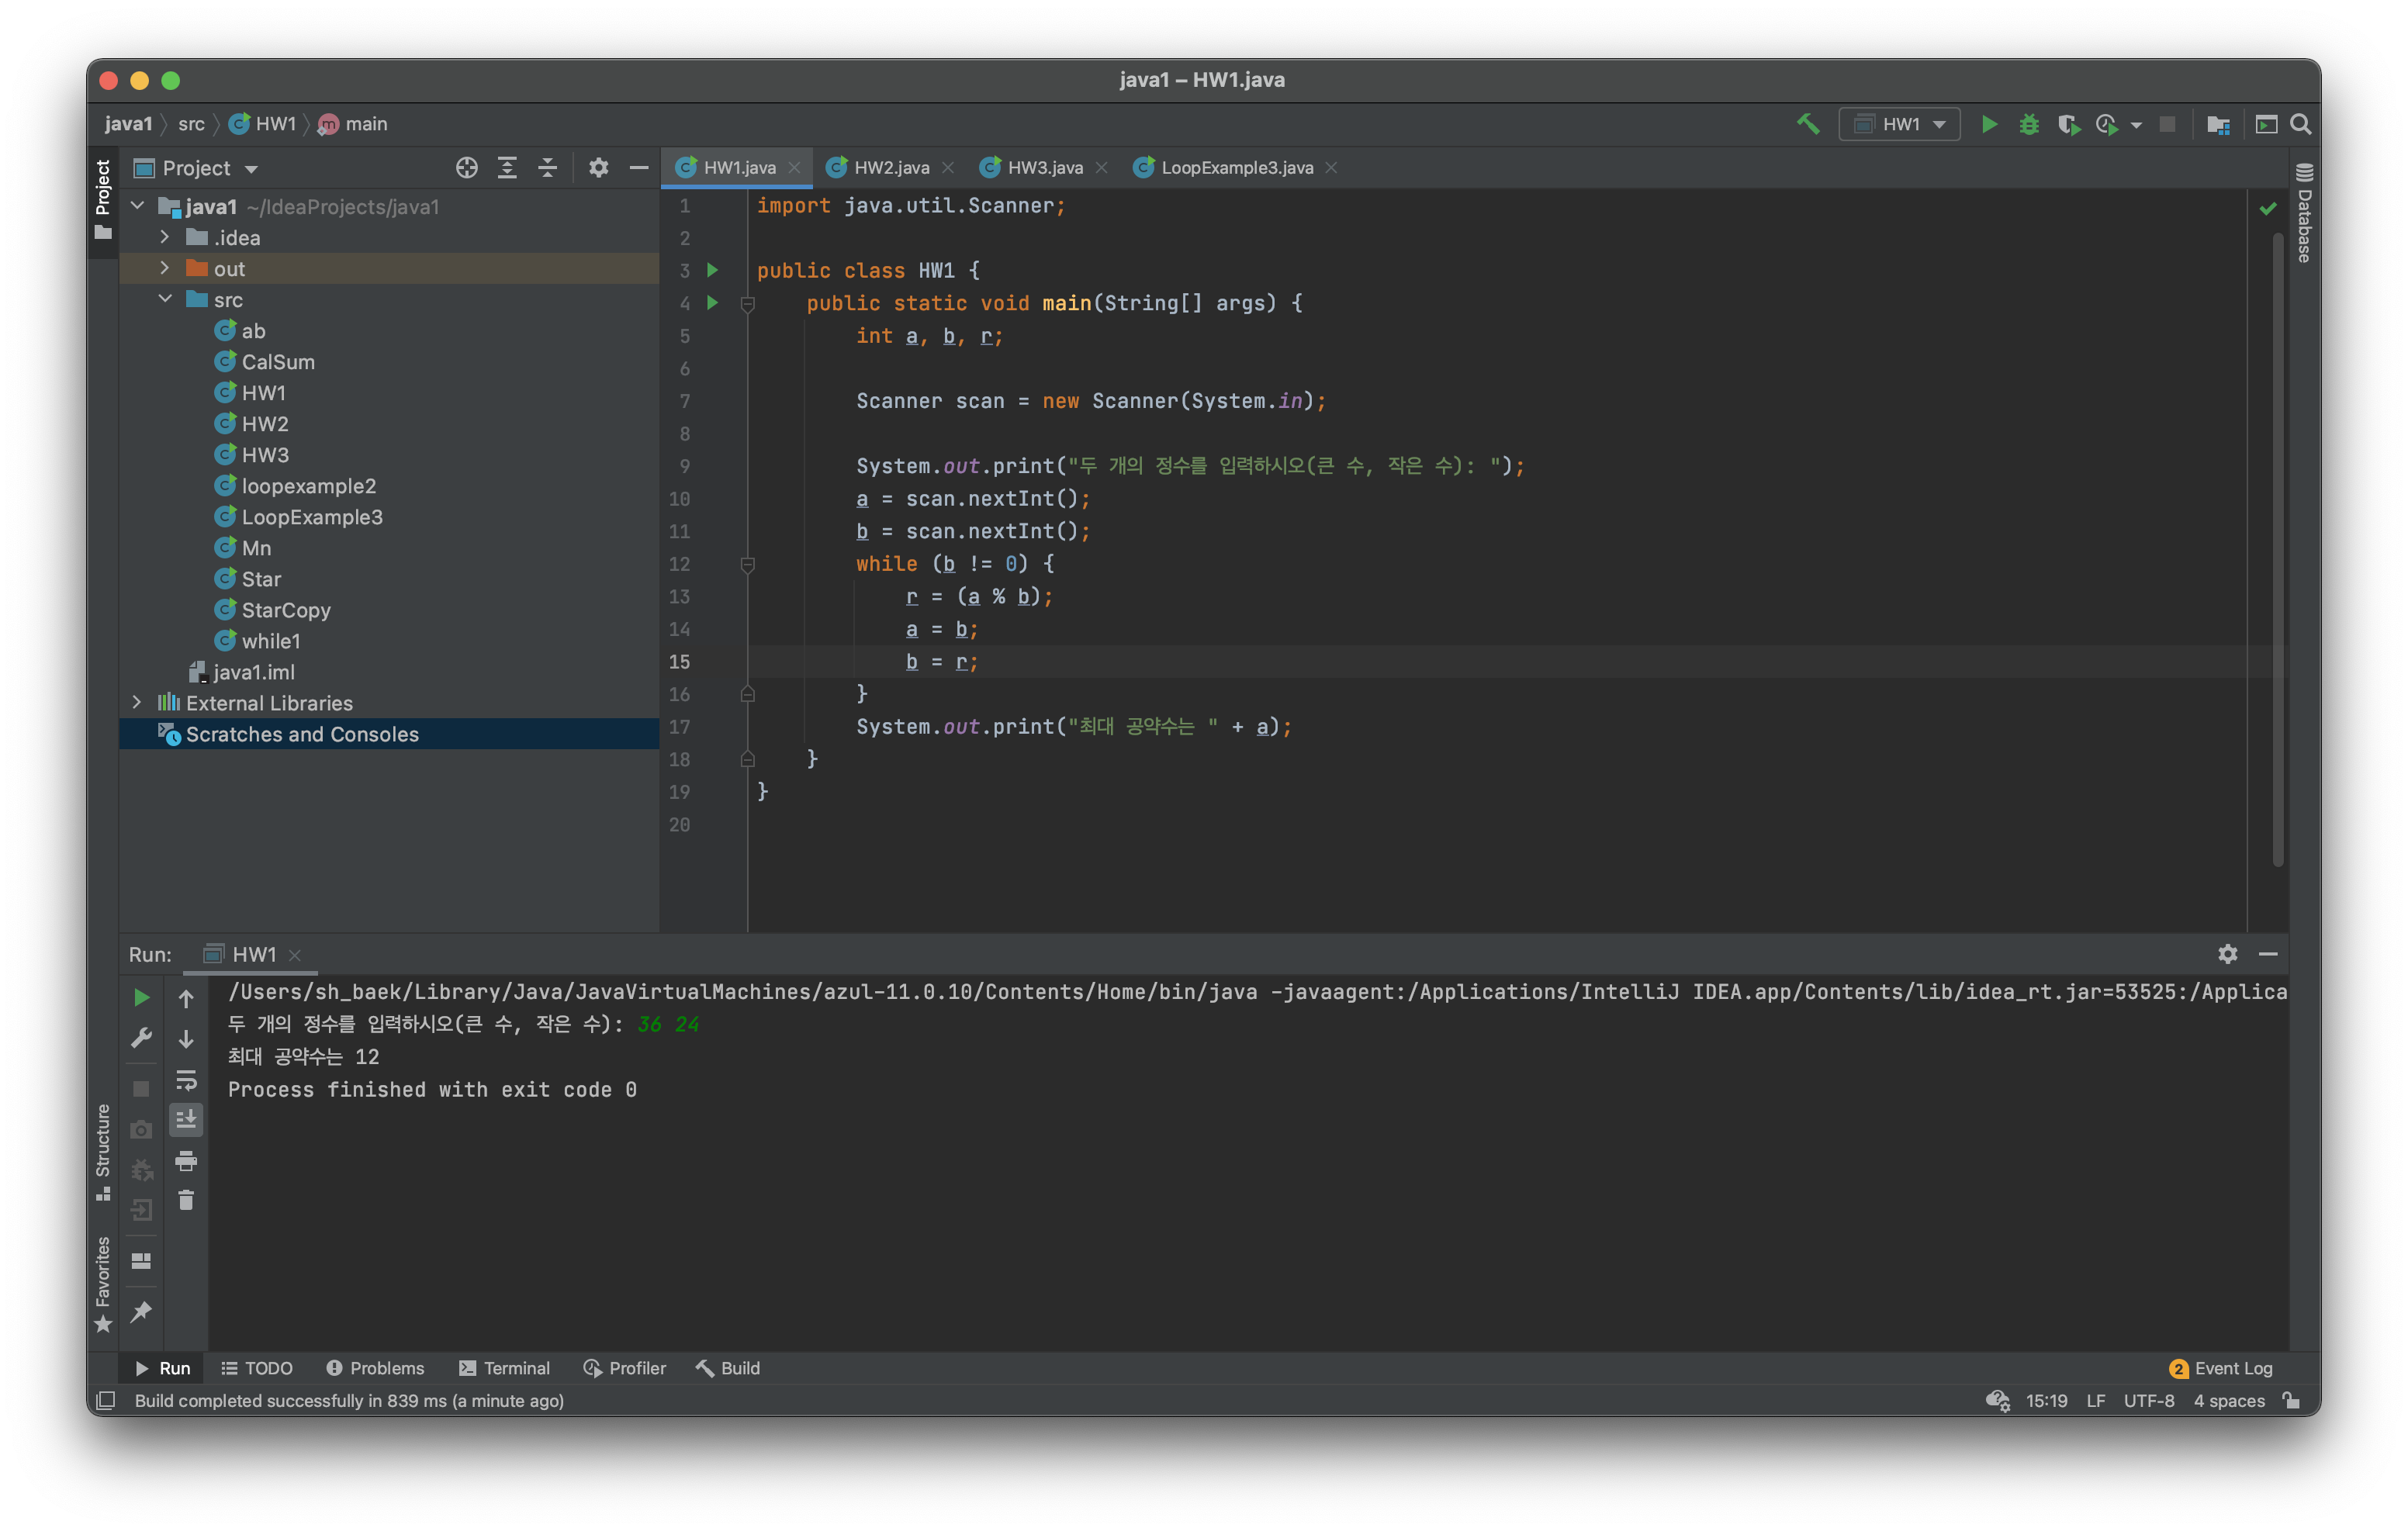 java1 – HW1.java
java1 src HW1 main
HW1
Project
Project
HW1.java HW2.java HW3.java LoopExample3.java
Database
java1 ~/IdeaProjects/java1
.idea
out
src
ab
CalSum
HW1
HW2
HW3
loopexample2
LoopExample3
Mn
Star
StarCopy
while1
java1.iml
External Libraries
Scratches and Consoles
1 import java.util.Scanner;
2
3 public class HW1 {
4 public static void main(String[] args) {
5 int a, b, r;
6
7 Scanner scan = new Scanner(System.in);
8
9 System.out.print("두 개의 정수를 입력하시오(큰 수, 작은 수): ");
10 a = scan.nextInt();
11 b = scan.nextInt();
12 while (b != 0) {
13 r = (a % b);
14 a = b;
15 b = r;
16 }
17 System.out.print("최대 공약수는 " + a);
18 }
19 }
20
Run: HW1
/Users/sh_baek/Library/Java/JavaVirtualMachines/azul-11.0.10/Contents/Home/bin/java -javaagent:/Applications/IntelliJ IDEA.app/Contents/lib/idea_rt.jar=53525:/Applica
두 개의 정수를 입력하시오(큰 수, 작은 수): 36 24
최대 공약수는 12
Process finished with exit code 0
Structure
Favorites
Run TODO Problems Terminal Profiler Build 2 Event Log
Build completed successfully in 839 ms (a minute ago) 15:19 LF UTF-8 4 spaces